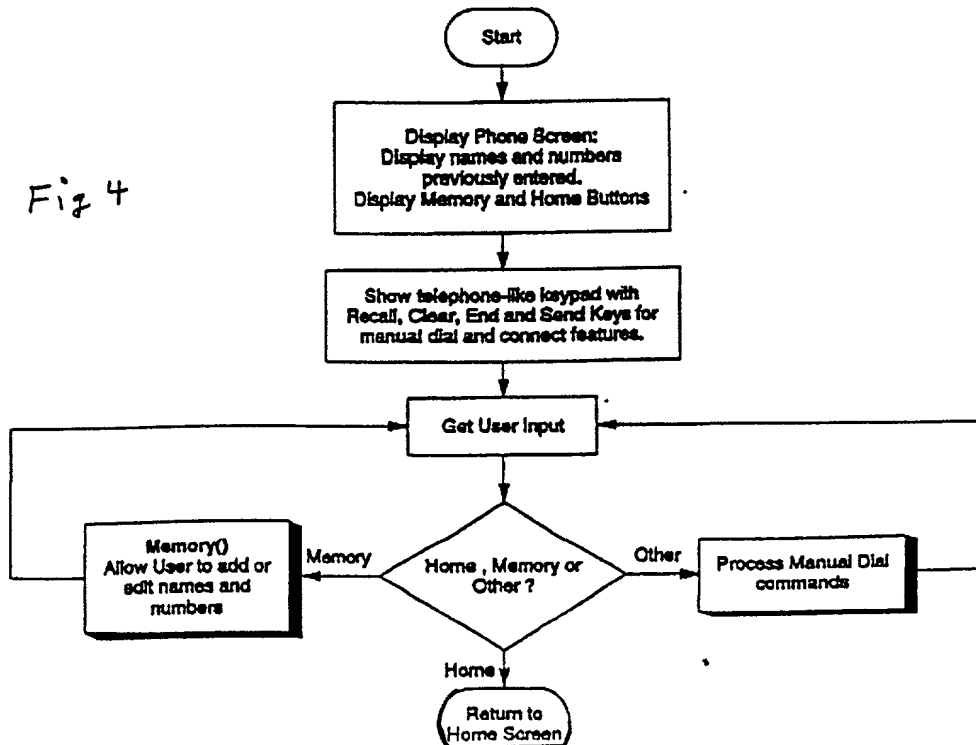 Start
Display Phone Screen:
Display names and numbers
previously entered.
Display Memory and Home Buttons
Fig 4
Show telephone-like keypad with
Recall, Clear, End and Send Keys for
manual dial and connect features.
Get User Input
Memory()
Allow User to add or
edit names and
numbers
Memory
Home , Memory or
Other ?
Other
Process Manual Dial
commands
Home
Return to
Home Screen